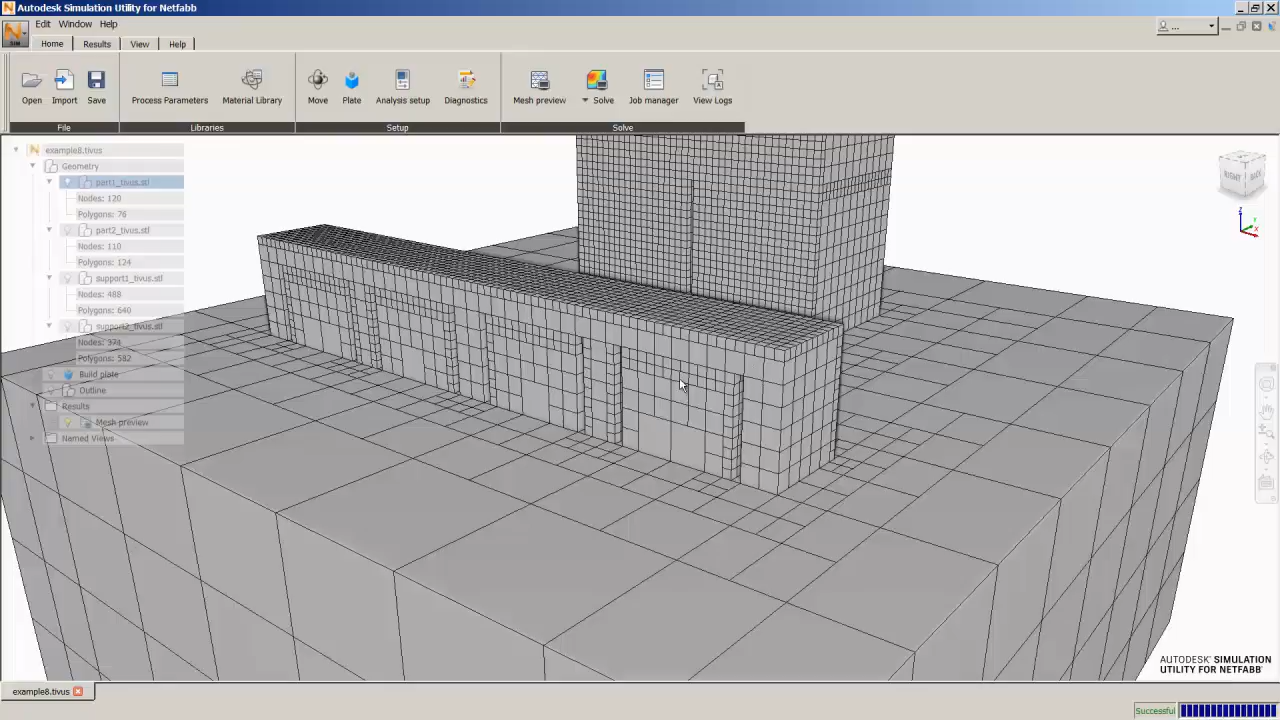 Autodesk Simulation Utility for Netfabb
Edit Window Help
SIM
...
Home Results View Help
Open Import Save Process Parameters Material Library Move Plate Analysis setup Diagnostics Mesh preview Solve Job manager View Logs
File Libraries Setup Solve
example8.tivus
Geometry
part1_tivus.stl
Nodes: 120
Polygons: 76
part2_tivus.stl
Nodes: 110
Polygons: 124
support1_tivus.stl
Nodes: 488
Polygons: 640
support2_tivus.stl
Nodes: 374
Polygons: 582
Build plate
Outline
Results
Mesh preview
Named Views
RIGHT BACK
Z
Y
X
AUTODESK® SIMULATION
UTILITY FOR NETFABB®
example8.tivus
Successful